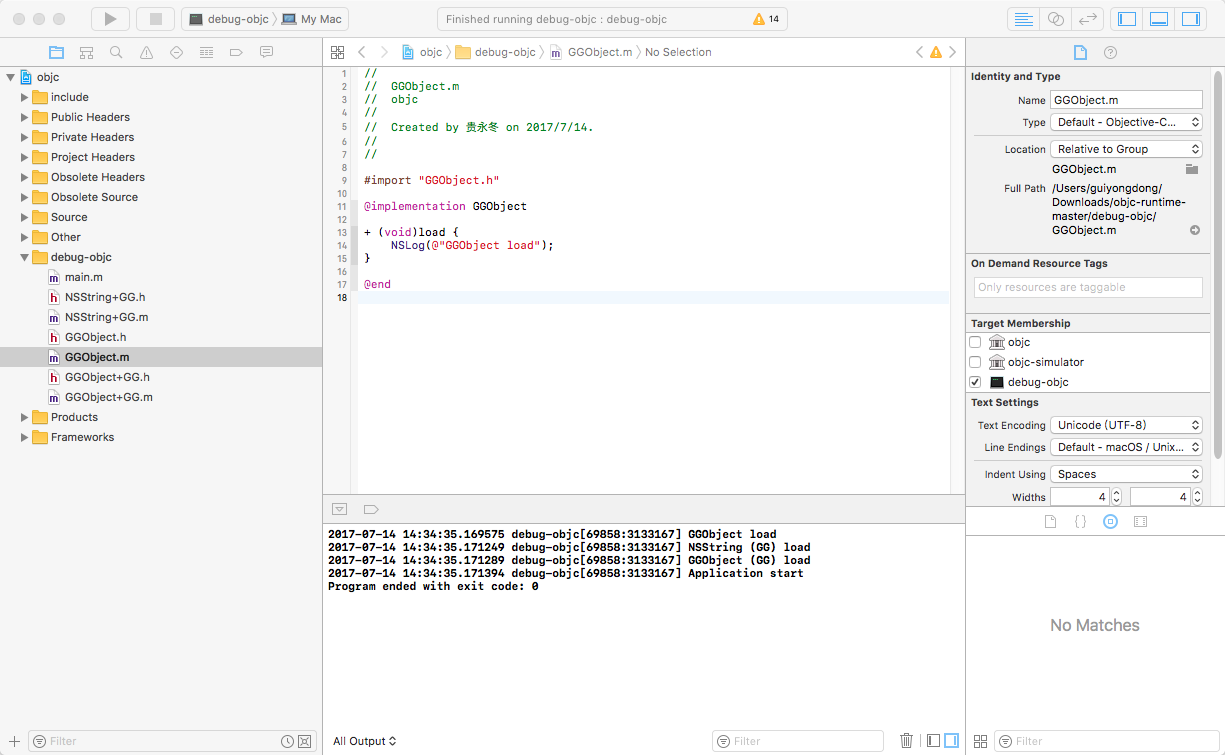 debug-objc 〉 My Mac
Finished running debug-objc : debug-objc
14
objc 〉 debug-objc 〉 GGObject.m 〉 No Selection
objc
include
Public Headers
Private Headers
Project Headers
Obsolete Headers
Obsolete Source
Source
Other
debug-objc
main.m
NSString+GG.h
NSString+GG.m
GGObject.h
GGObject.m
GGObject+GG.h
GGObject+GG.m
Products
Frameworks
Filter
1 //
2 //  GGObject.m
3 //  objc
4 //
5 //  Created by 贵永冬 on 2017/7/14.
6 //
7 //
8
9 #import "GGObject.h"
10
11 @implementation GGObject
12
13 + (void)load {
14     NSLog(@"GGObject load");
15 }
16
17 @end
18
2017-07-14 14:34:35.169575 debug-objc[69858:3133167] GGObject load
2017-07-14 14:34:35.171249 debug-objc[69858:3133167] NSString (GG) load
2017-07-14 14:34:35.171289 debug-objc[69858:3133167] GGObject (GG) load
2017-07-14 14:34:35.171394 debug-objc[69858:3133167] Application start
Program ended with exit code: 0
All Output
Filter
Identity and Type
Name GGObject.m
Type Default - Objective-C...
Location Relative to Group
GGObject.m
Full Path /Users/guiyongdong/
Downloads/objc-runtime-
master/debug-objc/
GGObject.m
On Demand Resource Tags
Only resources are taggable
Target Membership
objc
objc-simulator
debug-objc
Text Settings
Text Encoding Unicode (UTF-8)
Line Endings Default - macOS / Unix...
Indent Using Spaces
Widths 4 4
No Matches
Filter